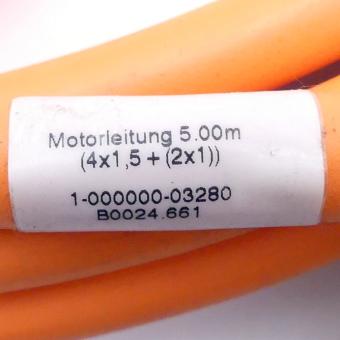 Motorleitung 5.00m
(4x1,5 + (2x1))
1-000000-03280
B0024.661